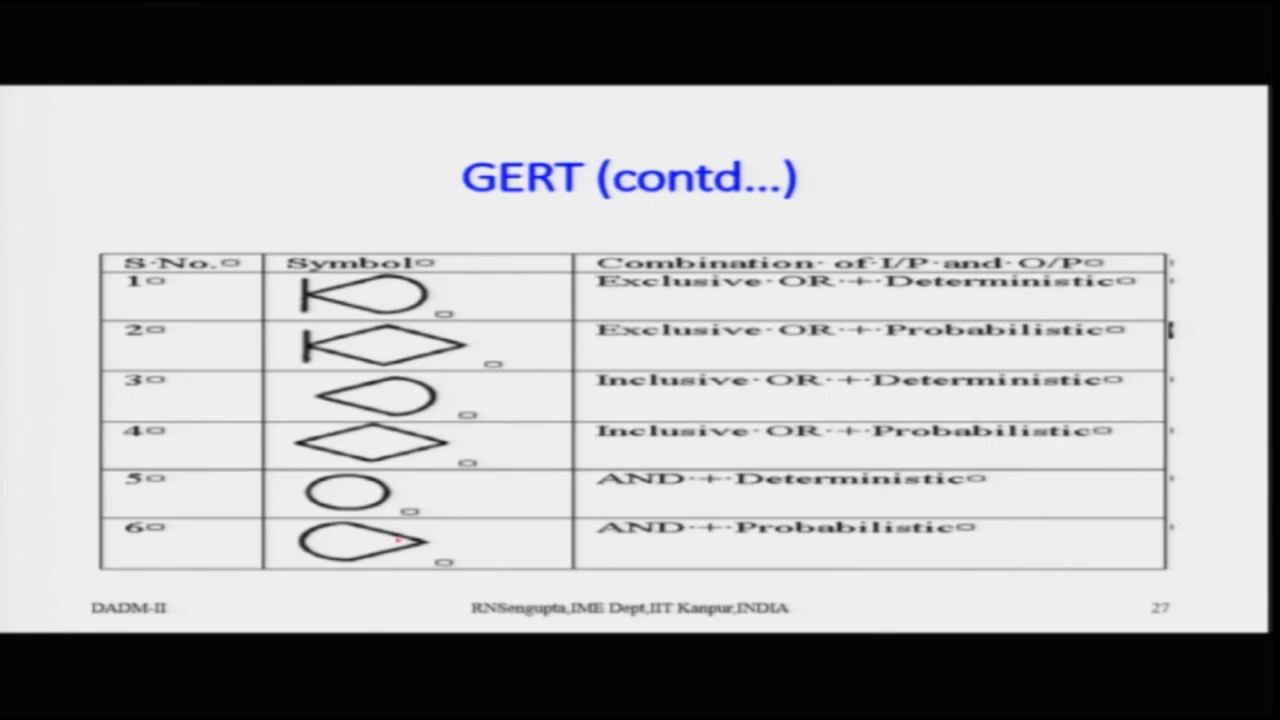 GERT (contd...)
S.No. Symbol Combination of I/P and O/P
1 Exclusive OR + Deterministic
2 Exclusive OR + Probabilistic
3 Inclusive OR + Deterministic
4 Inclusive OR + Probabilistic
5 AND + Deterministic
6 AND + Probabilistic
DADM-II RNSengupta,IME Dept,IIT Kanpur,INDIA 27